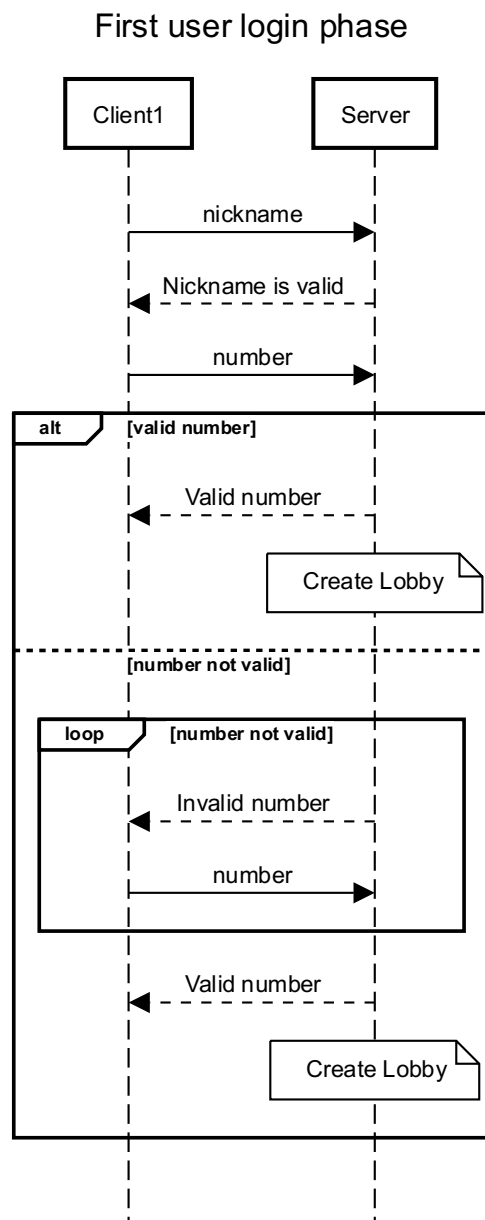 First user login phase
Client1
Server
nickname
Nickname is valid
number
alt
[valid number]
Valid number
Create Lobby
[number not valid]
loop
[number not valid]
Invalid number
number
Valid number
Create Lobby